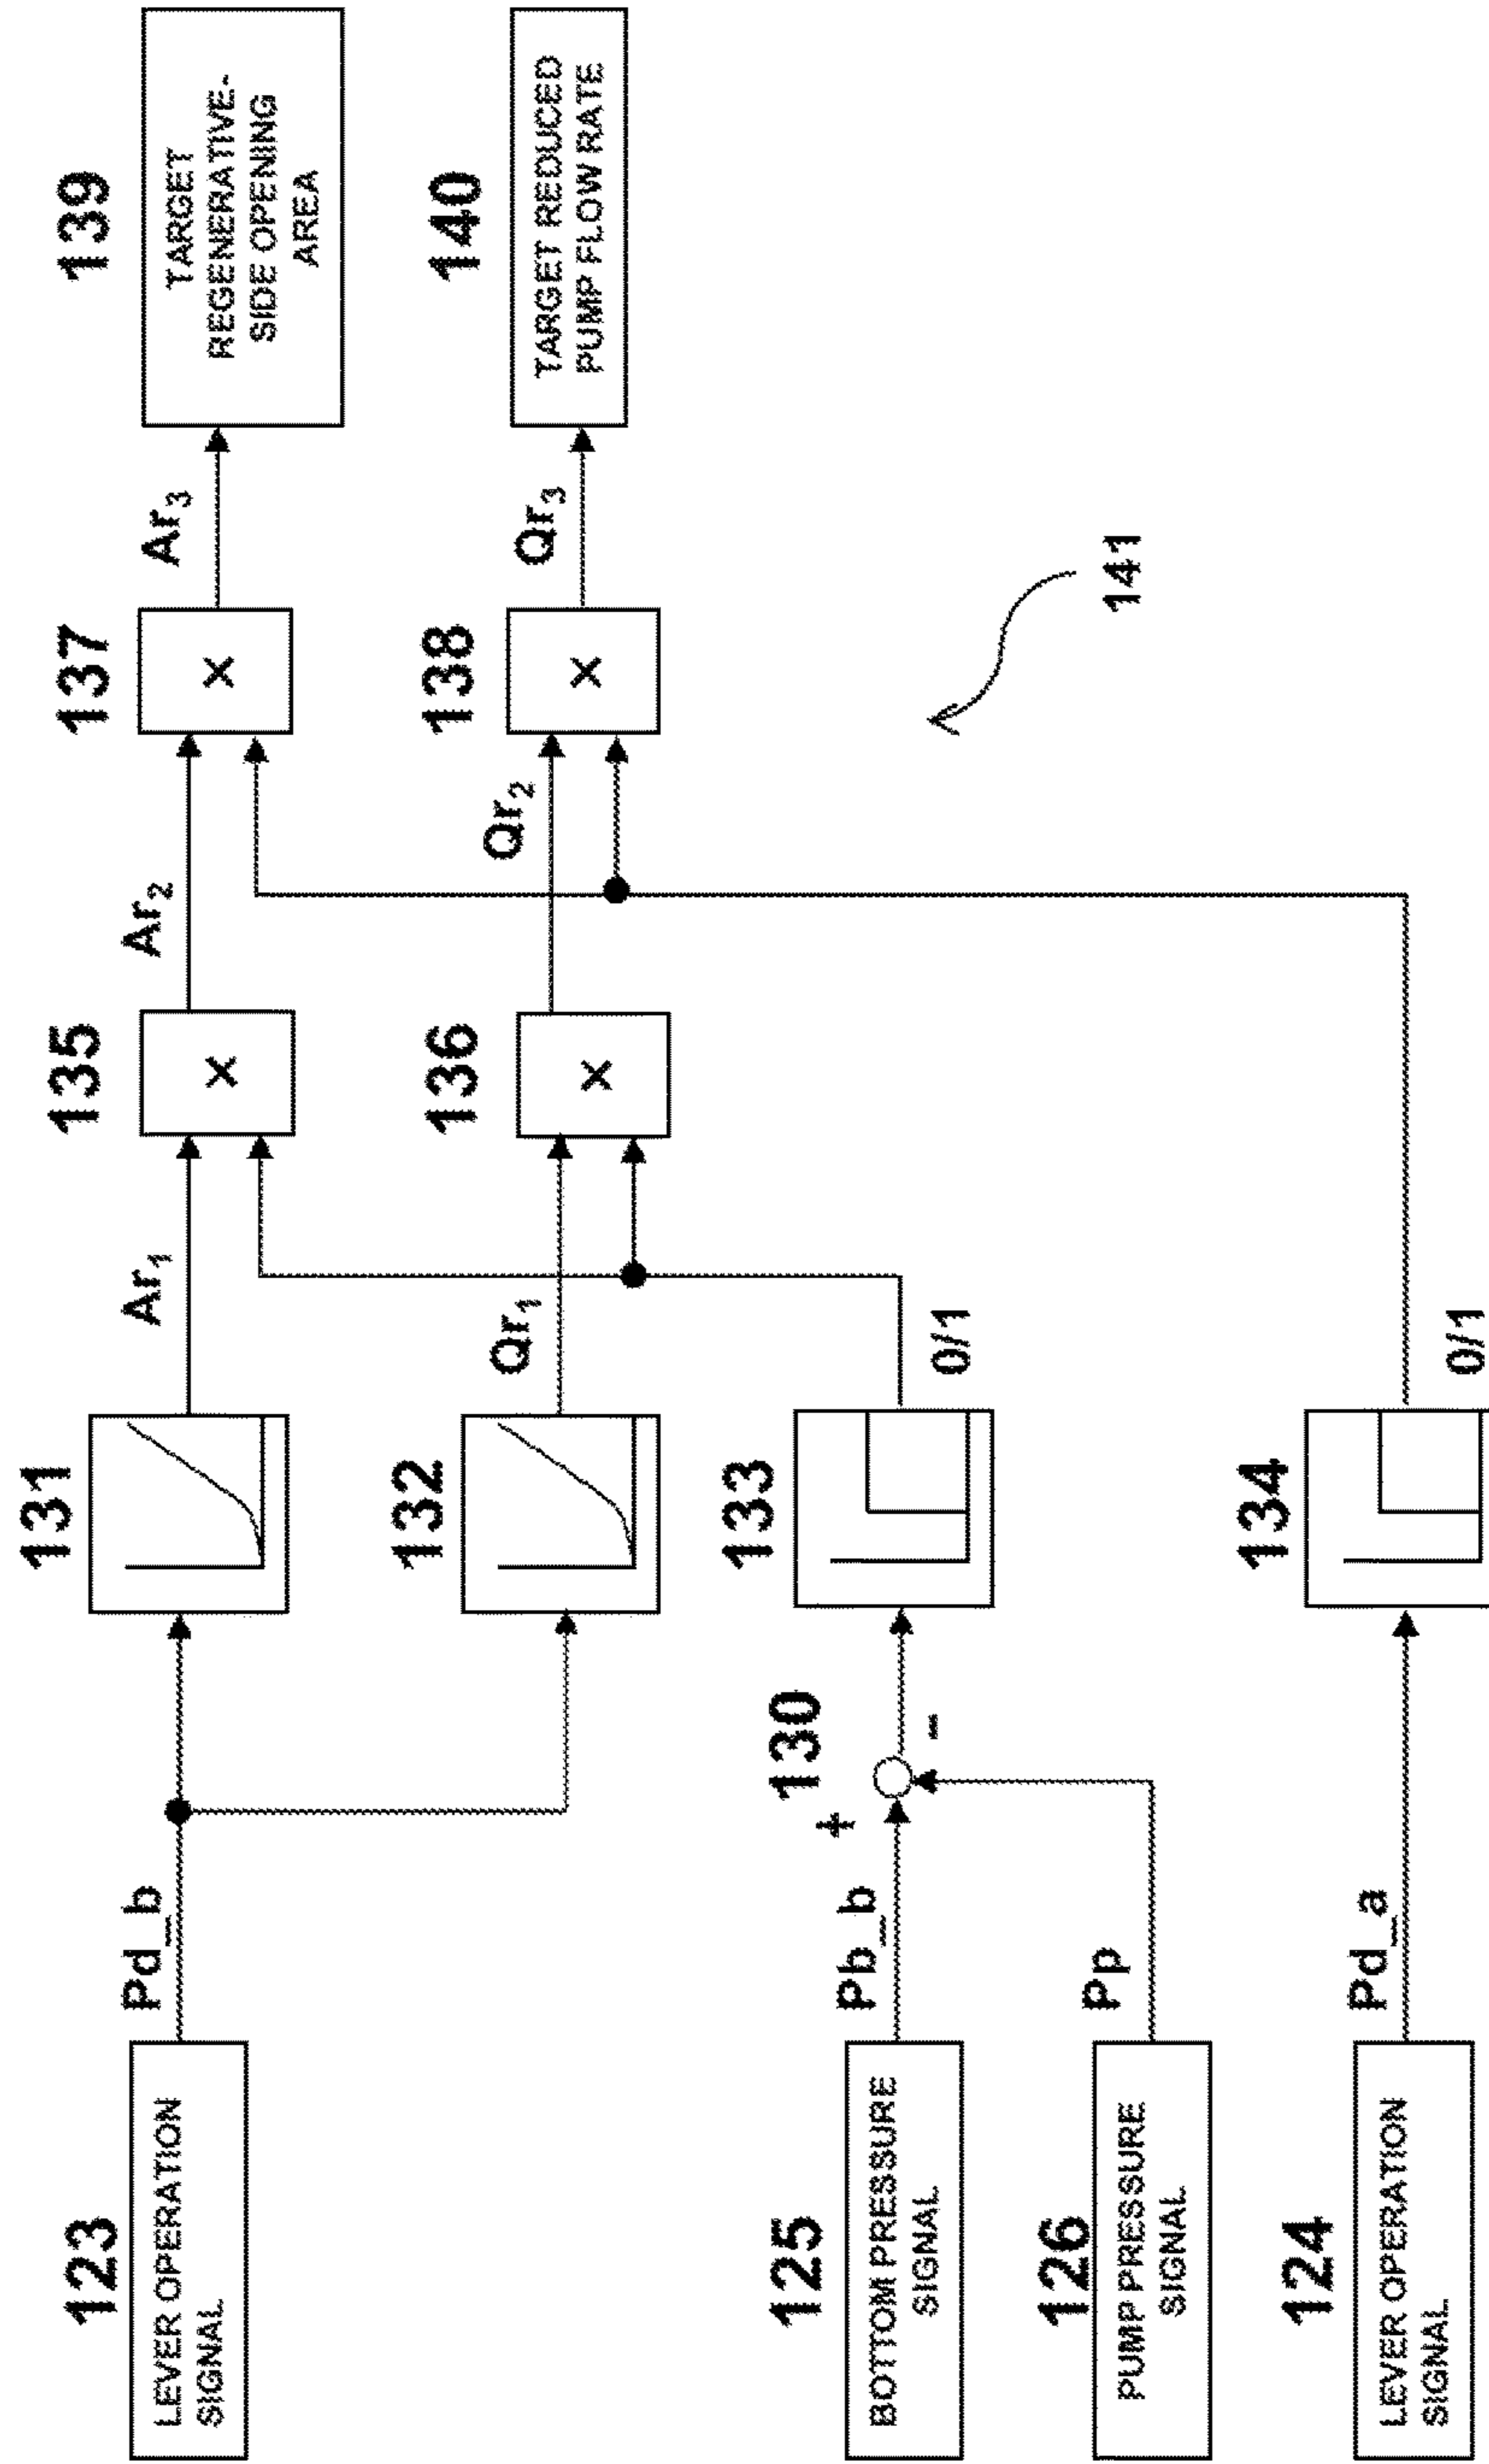 123
LEVER OPERATION
SIGNAL
Pd_b
131
Ar₁
135
×
Ar₂
137
×
Ar₃
139
TARGET
REGENERATIVE-
SIDE OPENING
AREA
132
Qr₁
136
×
Qr₂
138
×
Qr₃
140
TARGET REDUCED
PUMP FLOW RATE
125
BOTTOM PRESSURE
SIGNAL
Pb_b
+
130
-
133
0/1
126
PUMP PRESSURE
SIGNAL
Pp
141
124
LEVER OPERATION
SIGNAL
Pd_a
134
0/1